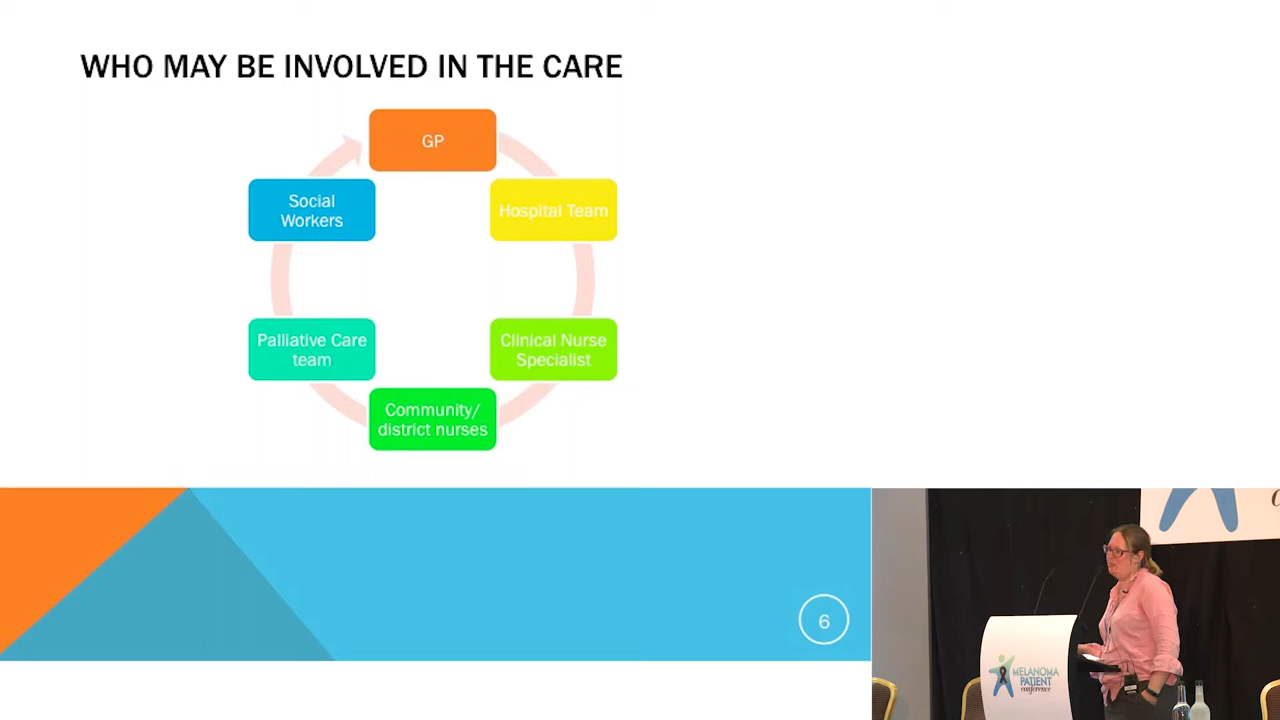 WHO MAY BE INVOLVED IN THE CARE
GP
Hospital Team
Clinical Nurse
Specialist
Community/
district nurses
Palliative Care
team
Social
Workers
6
MELANOMA
PATIENT
conference